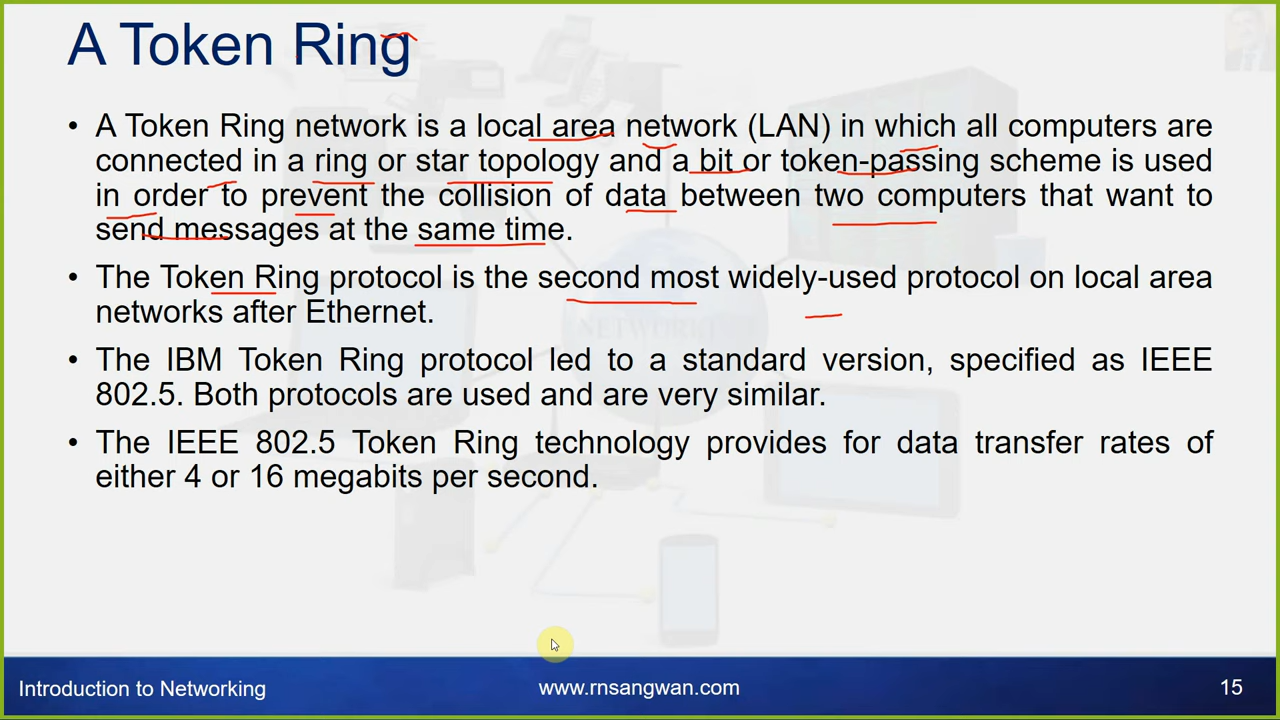 A Token Ring
• A Token Ring network is a local area network (LAN) in which all computers are
connected in a ring or star topology and a bit or token-passing scheme is used
in order to prevent the collision of data between two computers that want to
send messages at the same time.
• The Token Ring protocol is the second most widely-used protocol on local area
networks after Ethernet.
• The IBM Token Ring protocol led to a standard version, specified as IEEE
802.5. Both protocols are used and are very similar.
• The IEEE 802.5 Token Ring technology provides for data transfer rates of
either 4 or 16 megabits per second.
NETWORK
Introduction to Networking
www.rnsangwan.com
15